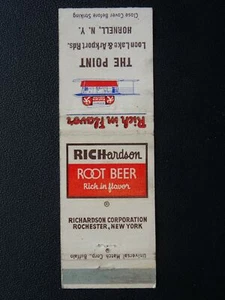 Close Cover Before Striking
HORNELL, N. Y.
Loon Lake & Arkport Rds.
THE POINT
Rich in Flavor
RICHardson
ROOT BEER
Rich in flavor
®
RICHARDSON CORPORATION
ROCHESTER, NEW YORK
Universal Match Corp., Buffalo